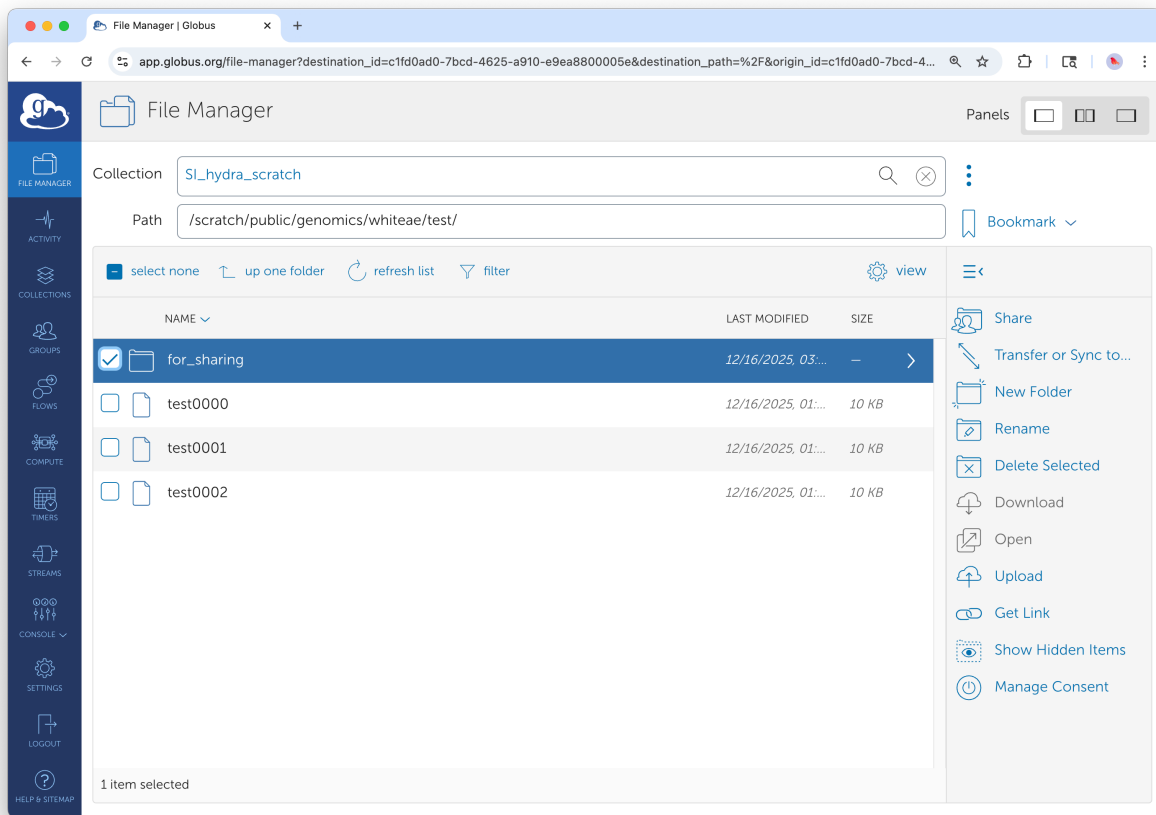 File Manager | Globus
app.globus.org/file-manager?destination_id=c1fd0ad0-7bcd-4625-a910-e9ea8800005e&destination_path=%2F&origin_id=c1fd0ad0-7bcd-4...
g
File Manager
Panels
FILE MANAGER
ACTIVITY
COLLECTIONS
GROUPS
FLOWS
COMPUTE
TIMERS
STREAMS
CONSOLE
SETTINGS
LOGOUT
HELP & SITEMAP
Collection SI_hydra_scratch
Path /scratch/public/genomics/whiteae/test/
Bookmark
select none up one folder refresh list filter view
NAME LAST MODIFIED SIZE
for_sharing 12/16/2025, 03:... –
test0000 12/16/2025, 01:... 10 KB
test0001 12/16/2025, 01:... 10 KB
test0002 12/16/2025, 01:... 10 KB
1 item selected
Share
Transfer or Sync to...
New Folder
Rename
Delete Selected
Download
Open
Upload
Get Link
Show Hidden Items
Manage Consent